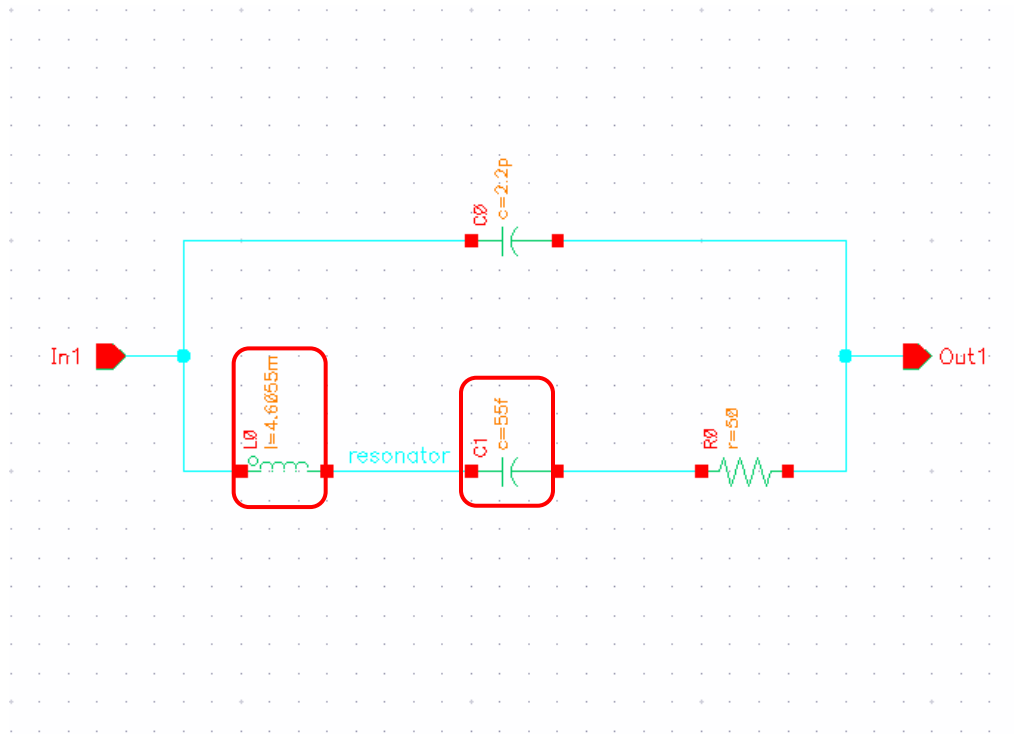 C0
c=2.2p
In1
Out1
L0
l=4.6055m
resonator
C1
c=55f
R0
r=50